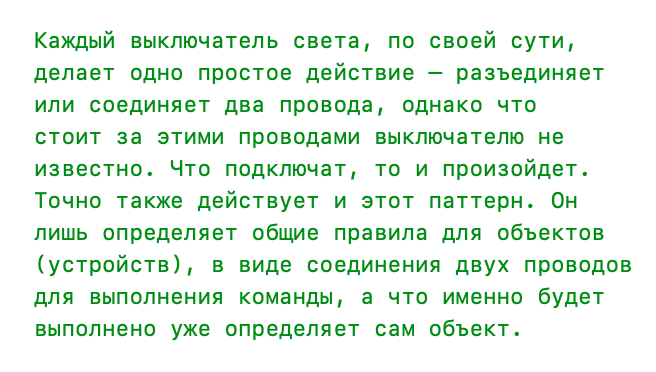 Каждый выключатель света, по своей сути,
делает одно простое действие — разъединяет
или соединяет два провода, однако что
стоит за этими проводами выключателю не
известно. Что подключат, то и произойдет.
Точно также действует и этот паттерн. Он
лишь определяет общие правила для объектов
(устройств), в виде соединения двух проводов
для выполнения команды, а что именно будет
выполнено уже определяет сам объект.